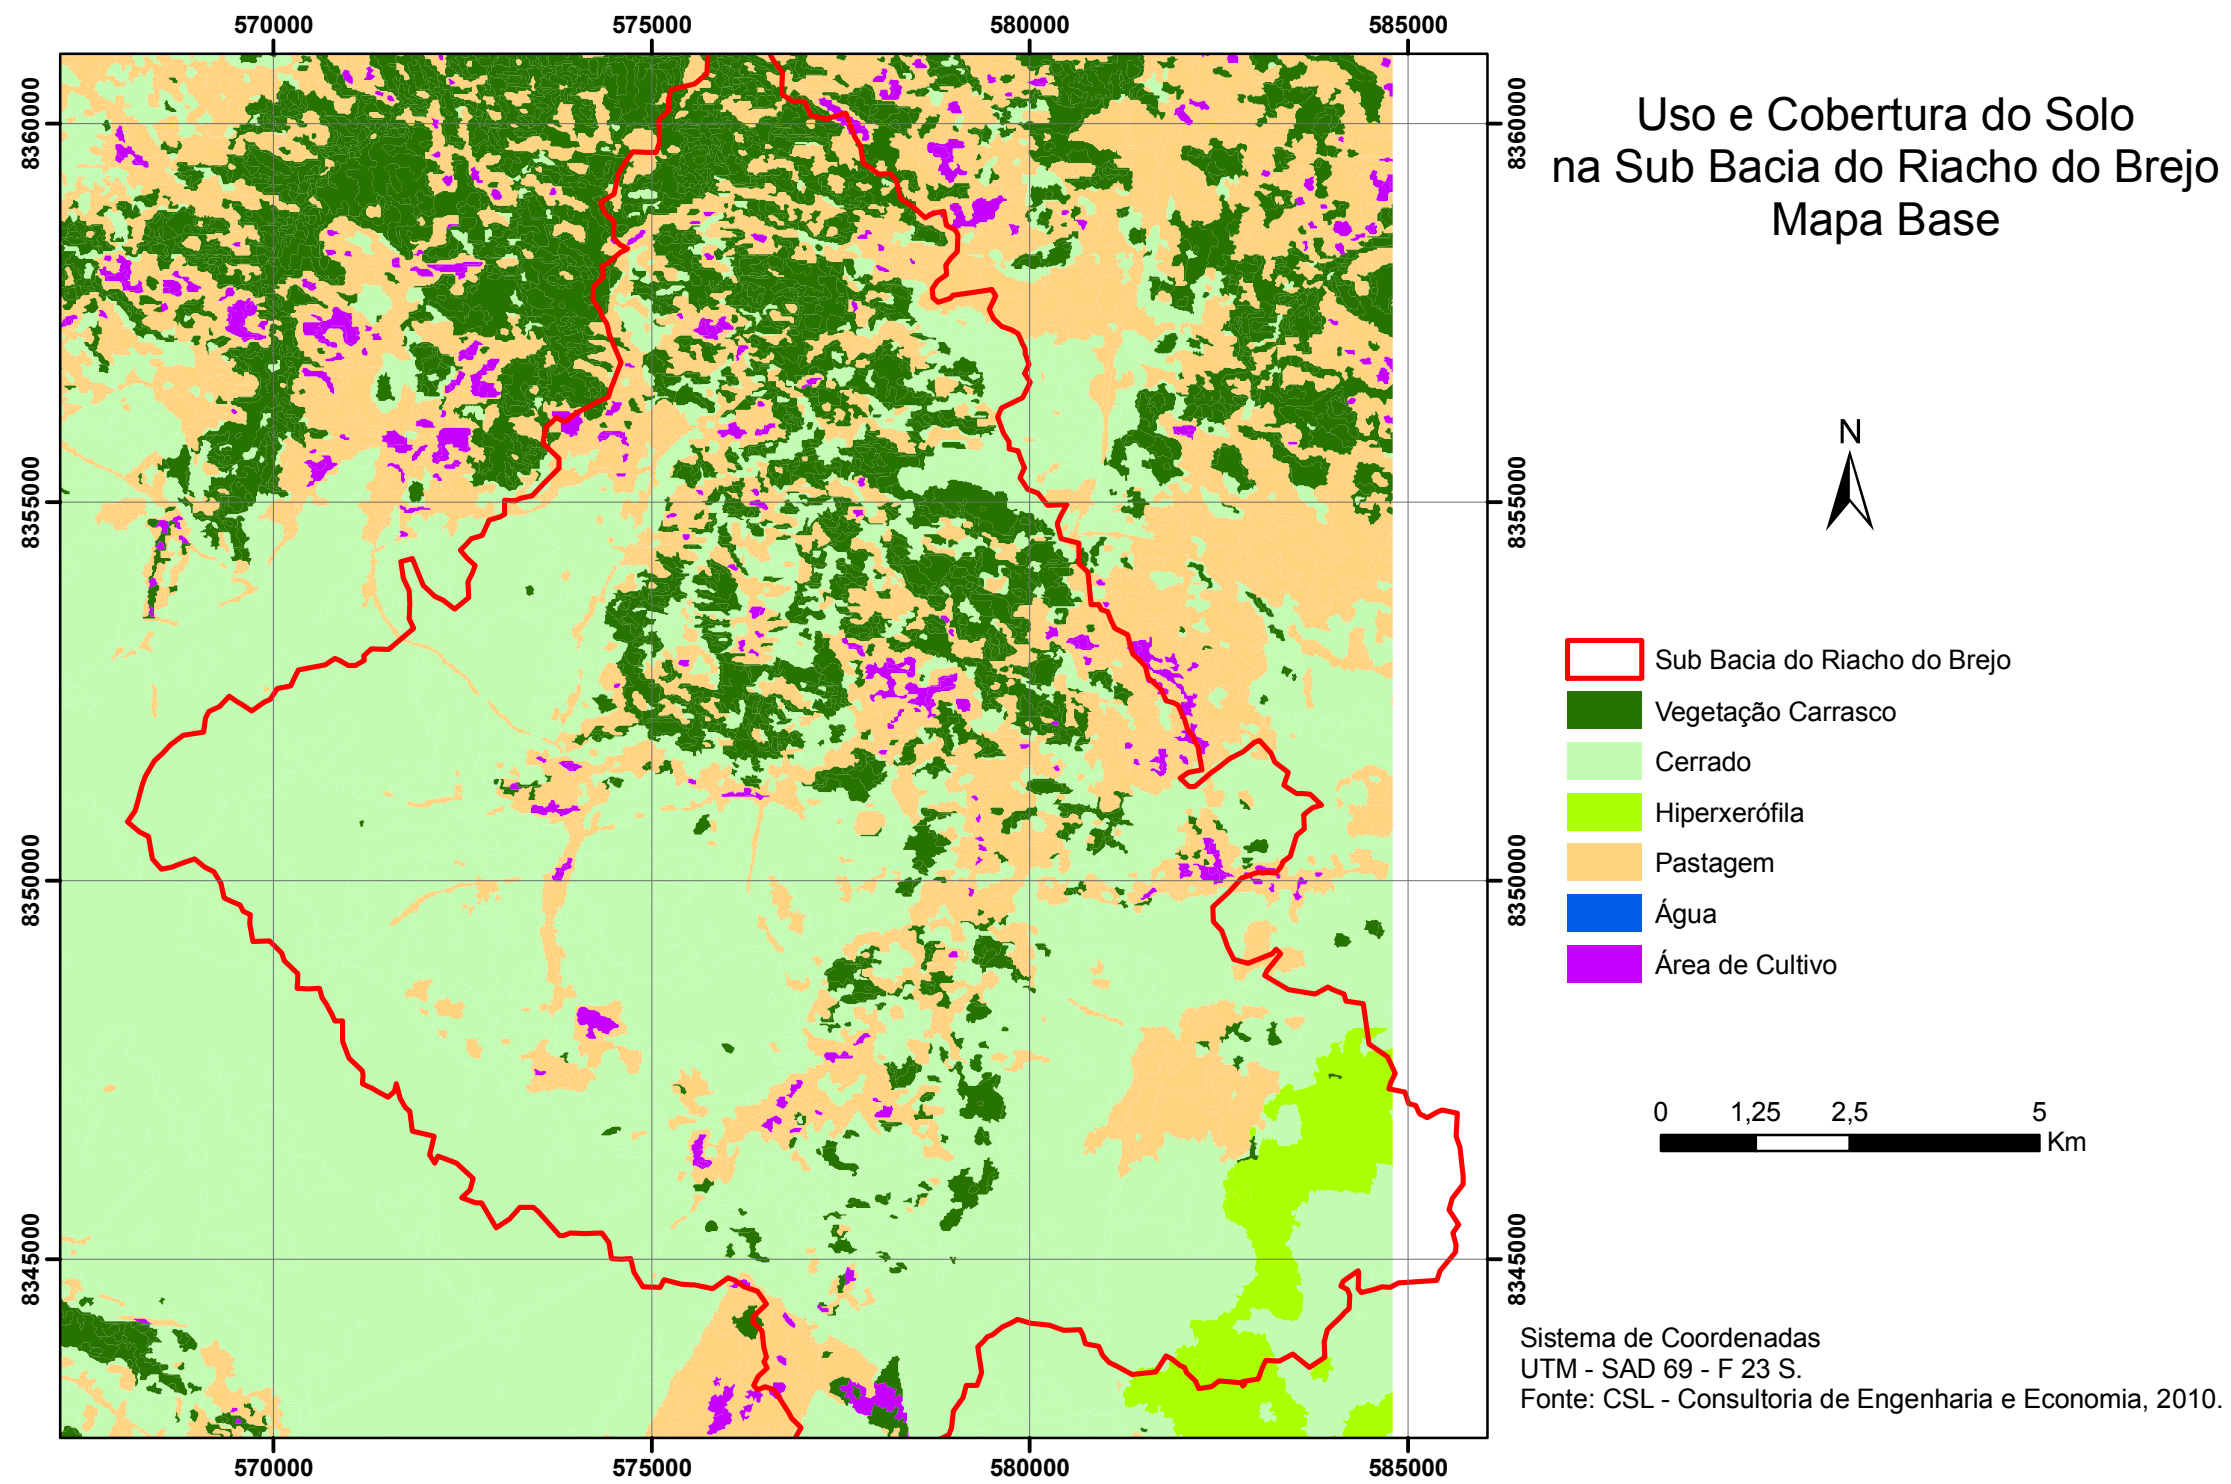 570000
575000
580000
585000
8360000
8360000
8355000
8355000
8350000
8350000
8345000
8345000
570000
575000
580000
585000
Uso e Cobertura do Solo
na Sub Bacia do Riacho do Brejo
Mapa Base
N
Sub Bacia do Riacho do Brejo
Vegetação Carrasco
Cerrado
Hiperxerófila
Pastagem
Água
Área de Cultivo
0 1,25 2,5 5
Km
Sistema de Coordenadas
UTM - SAD 69 - F 23 S.
Fonte: CSL - Consultoria de Engenharia e Economia, 2010.